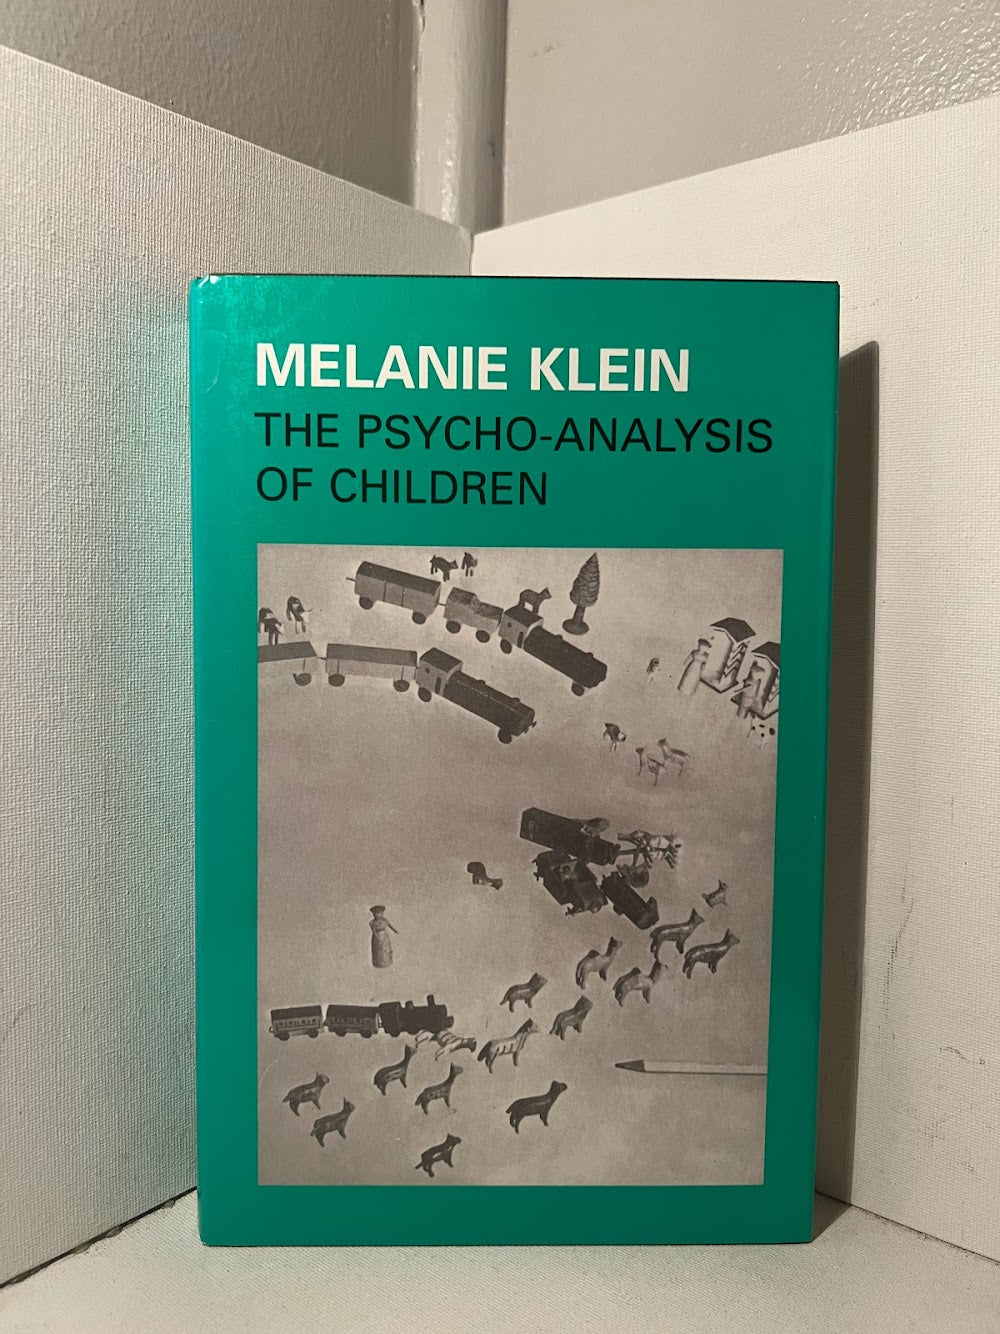 MELANIE KLEIN
THE PSYCHO-ANALYSIS
OF CHILDREN